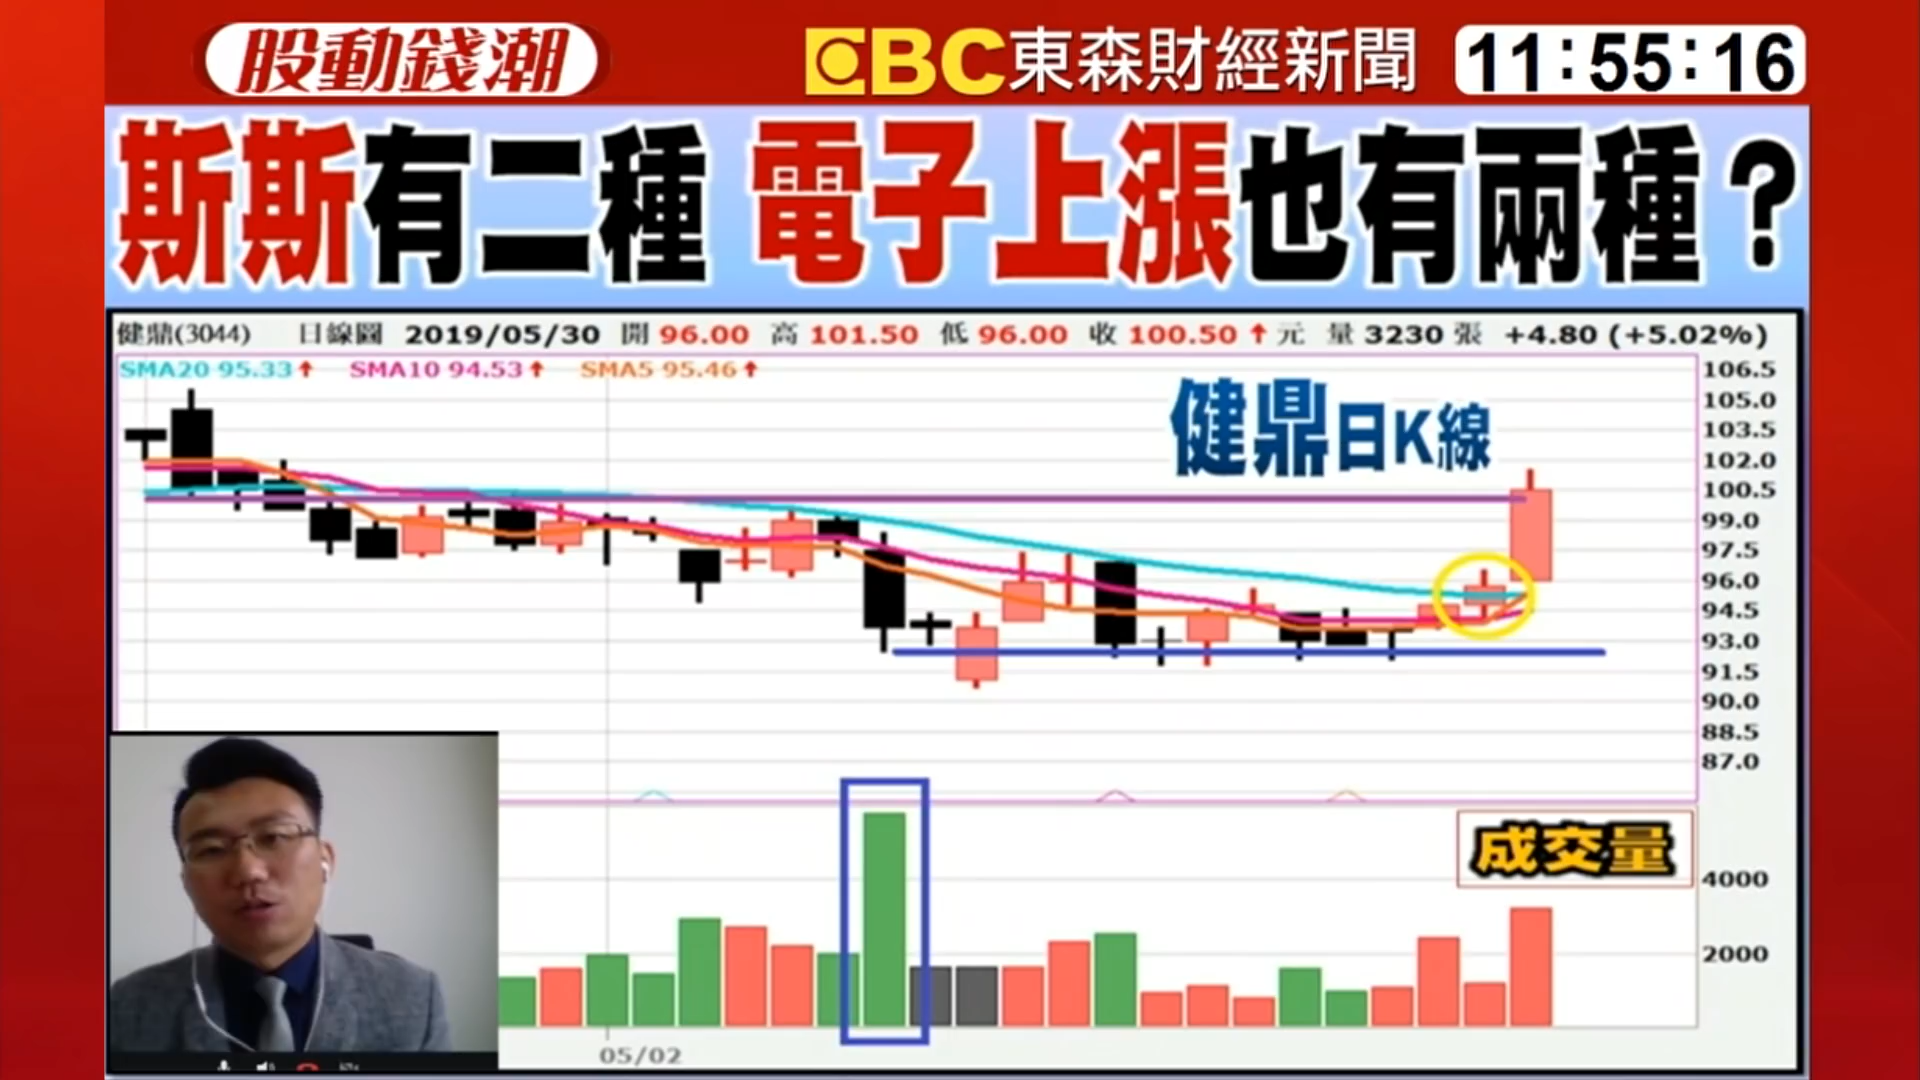 股動錢潮 EBC東森財經新聞 11:55:16
斯斯有二種 電子上漲也有兩種?
健鼎(3044) 日線圖 2019/05/30 開 96.00 高 101.50 低 96.00 收 100.50↑元 量 3230 張 +4.80 (+5.02%)
SMA20 95.33↑ SMA10 94.53↑ SMA5 95.46↑
健鼎日K線
106.5
105.0
103.5
102.0
100.5
99.0
97.5
96.0
94.5
93.0
91.5
90.0
88.5
87.0
成交量
4000
2000
05/02